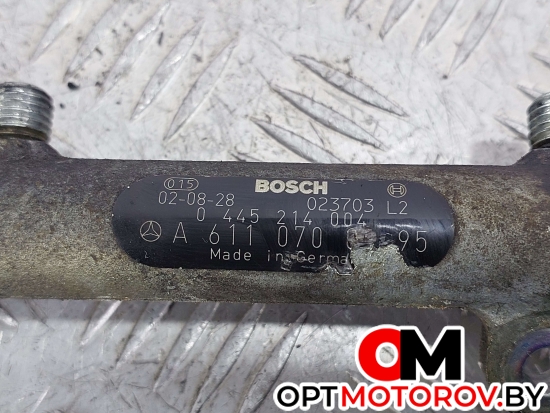 015 BOSCH
02-08-28 023703 L2
0 445 214 004
A 611 070 95
Made in Germany
OM
OPTMOTOROV.BY